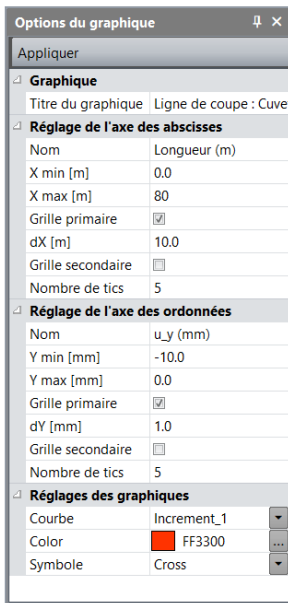 Options du graphique
Appliquer
Graphique
Titre du graphique Ligne de coupe : Cuve
Réglage de l'axe des abscisses
Nom Longueur (m)
X min [m] 0.0
X max [m] 80
Grille primaire
dX [m] 10.0
Grille secondaire
Nombre de tics 5
Réglage de l'axe des ordonnées
Nom u_y (mm)
Y min [mm] -10.0
Y max [mm] 0.0
Grille primaire
dY [mm] 1.0
Grille secondaire
Nombre de tics 5
Réglages des graphiques
Courbe Increment_1
Color FF3300 ...
Symbole Cross